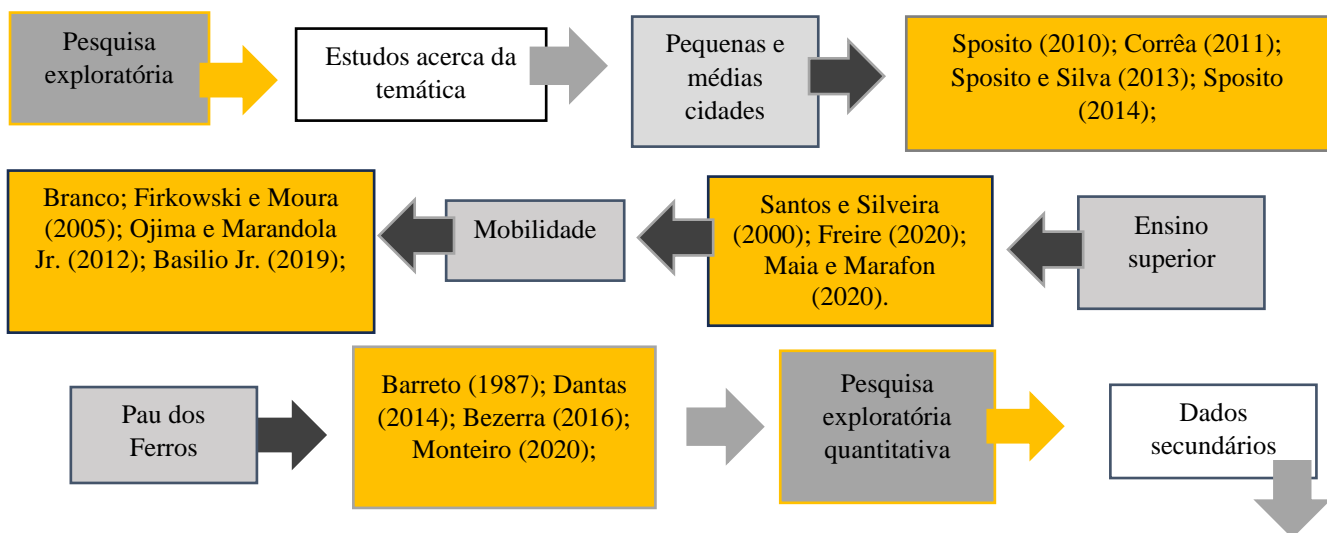 Pesquisa
exploratória
Estudos acerca da
temática
Pequenas e
médias
cidades
Sposito (2010); Corrêa (2011);
Sposito e Silva (2013); Sposito
(2014);
Branco; Firkowski e Moura
(2005); Ojima e Marandola
Jr. (2012); Basilio Jr. (2019);
Mobilidade
Santos e Silveira
(2000); Freire (2020);
Maia e Marafon
(2020).
Ensino
superior
Pau dos
Ferros
Barreto (1987); Dantas
(2014); Bezerra (2016);
Monteiro (2020);
Pesquisa
exploratória
quantitativa
Dados
secundários